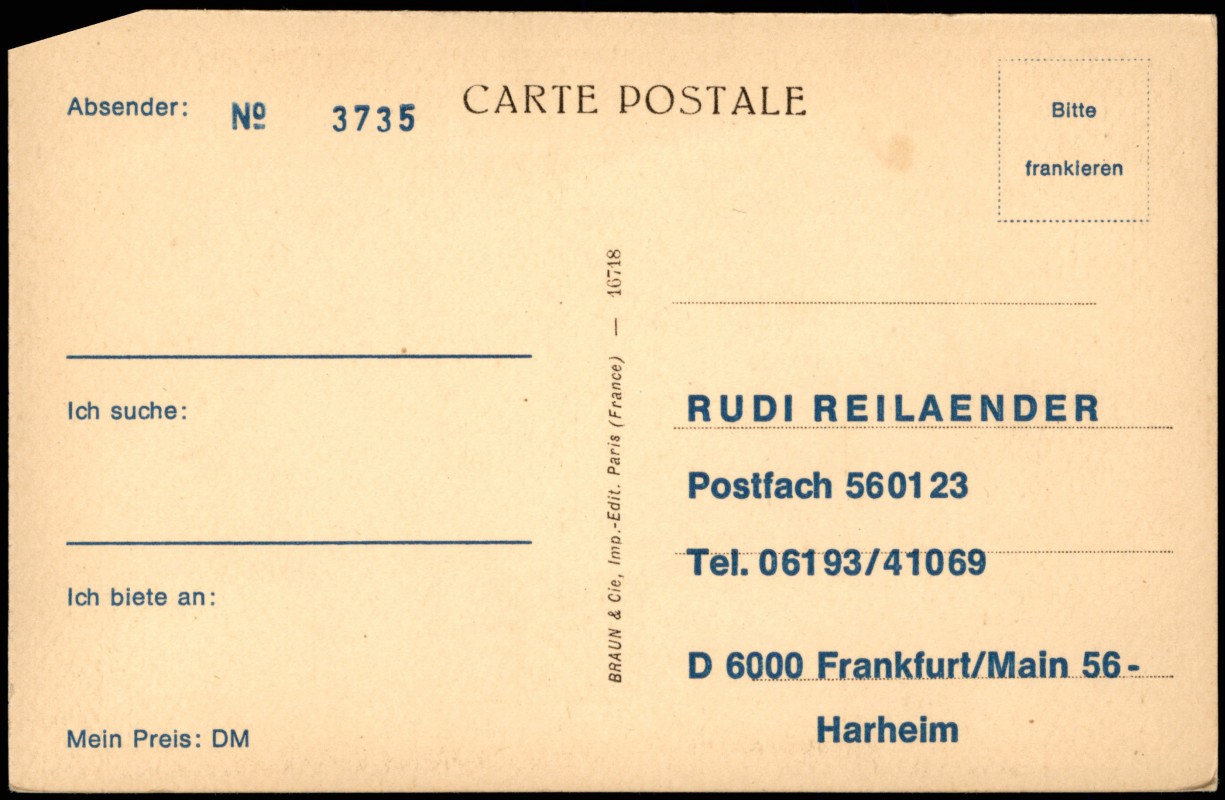 Absender:
Nº 3735
CARTE POSTALE
Bitte
frankieren
Ich suche:
Ich biete an:
Mein Preis: DM
BRAUN & Cie, Imp.-Edit. Paris (France) — 16718
RUDI REILAENDER
Postfach 560123
Tel. 06193/41069
D 6000 Frankfurt/Main 56-
Harheim